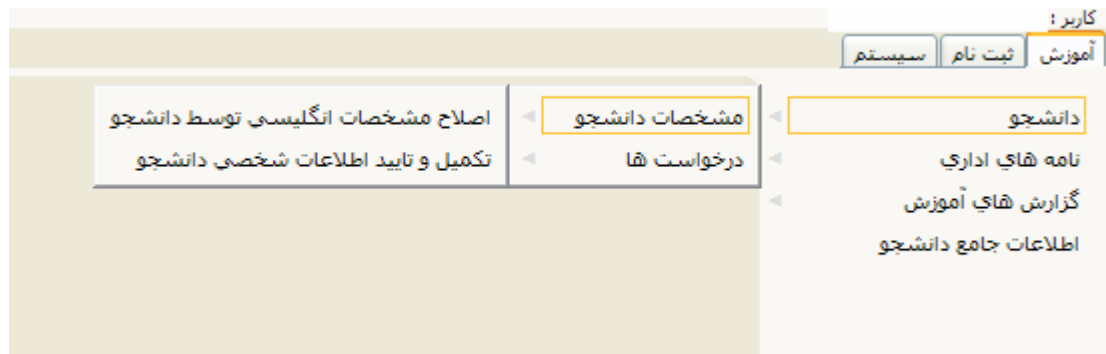 کاربر :
آموزش ثبت نام سیستم
دانشجو مشخصات دانشجو اصلاح مشخصات انگلیسی توسط دانشجو
نامه هاي اداري درخواست ها تکمیل و تایید اطلاعات شخصی دانشجو
گزارش هاي آموزش
اطلاعات جامع دانشجو